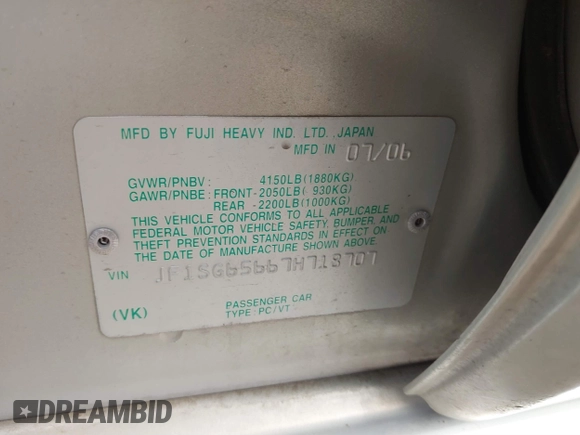 MFD BY FUJI HEAVY IND. LTD., JAPAN
MFD IN 07/06
GVWR/PNBV: 4150LB(1880KG)
GAWR/PNBE: FRONT-2050LB( 930KG)
REAR -2200LB(1000KG)
THIS VEHICLE CONFORMS TO ALL APPLICABLE
FEDERAL MOTOR VEHICLE SAFETY, BUMPER, AND
THEFT PREVENTION STANDARDS IN EFFECT ON
THE DATE OF MANUFACTURE SHOWN ABOVE.
VIN
PASSENGER CAR
(VK) TYPE: PC/VT
DREAMBID